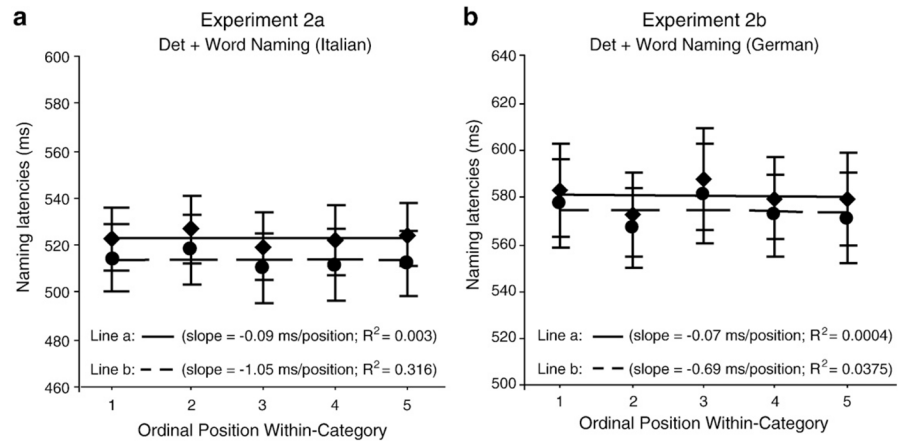 a
Experiment 2a
Det + Word Naming (Italian)
Naming latencies (ms)
600
580
560
540
520
500
480
460
Line a: (slope = -0.09 ms/position; R² = 0.003)
Line b: (slope = -1.05 ms/position; R² = 0.316)
1 2 3 4 5
Ordinal Position Within-Category
b
Experiment 2b
Det + Word Naming (German)
Naming latencies (ms)
640
620
600
580
560
580
520
500
Line a: (slope = -0.07 ms/position; R² = 0.0004)
Line b: (slope = -0.69 ms/position; R² = 0.0375)
1 2 3 4 5
Ordinal Position Within-Category